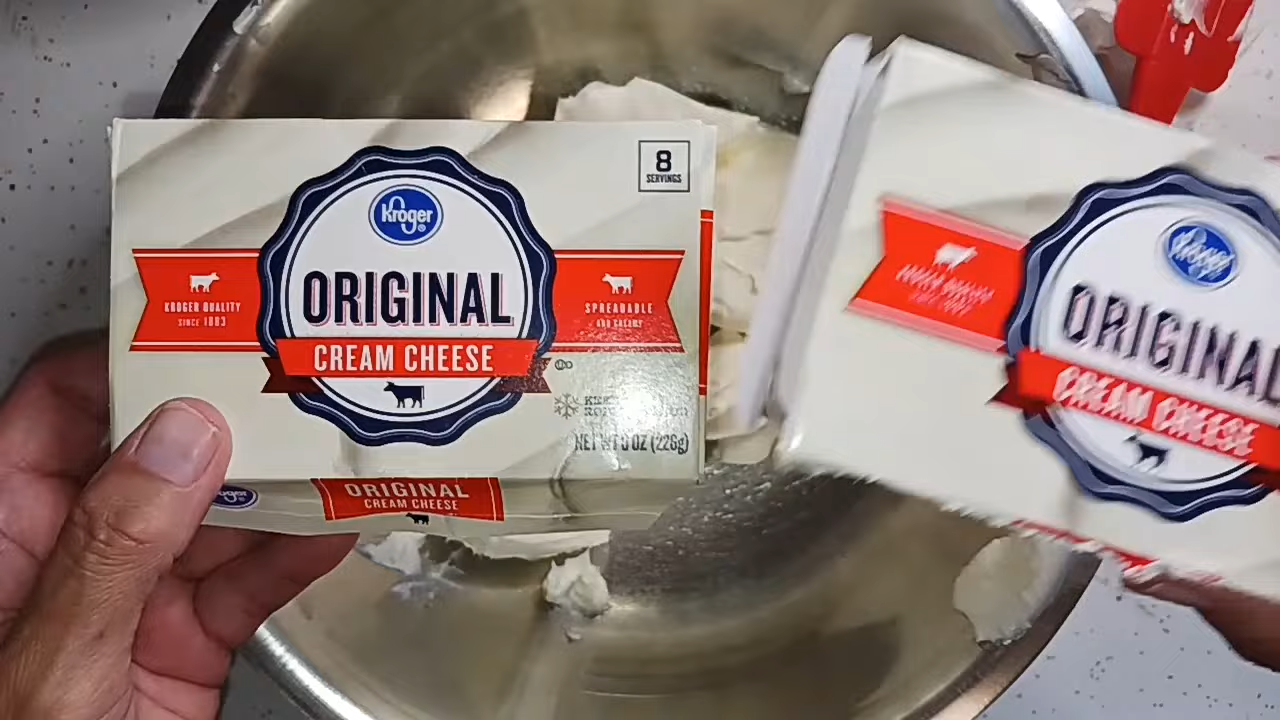 8
SERVINGS
Kroger
ORIGINAL
CREAM CHEESE
KROGER QUALITY
SINCE 1883
SPREADABLE
AND CREAMY
NET WT 8 OZ (226g)
ORIGINAL
CREAM CHEESE
Kroger
ORIGINAL
CREAM CHEESE